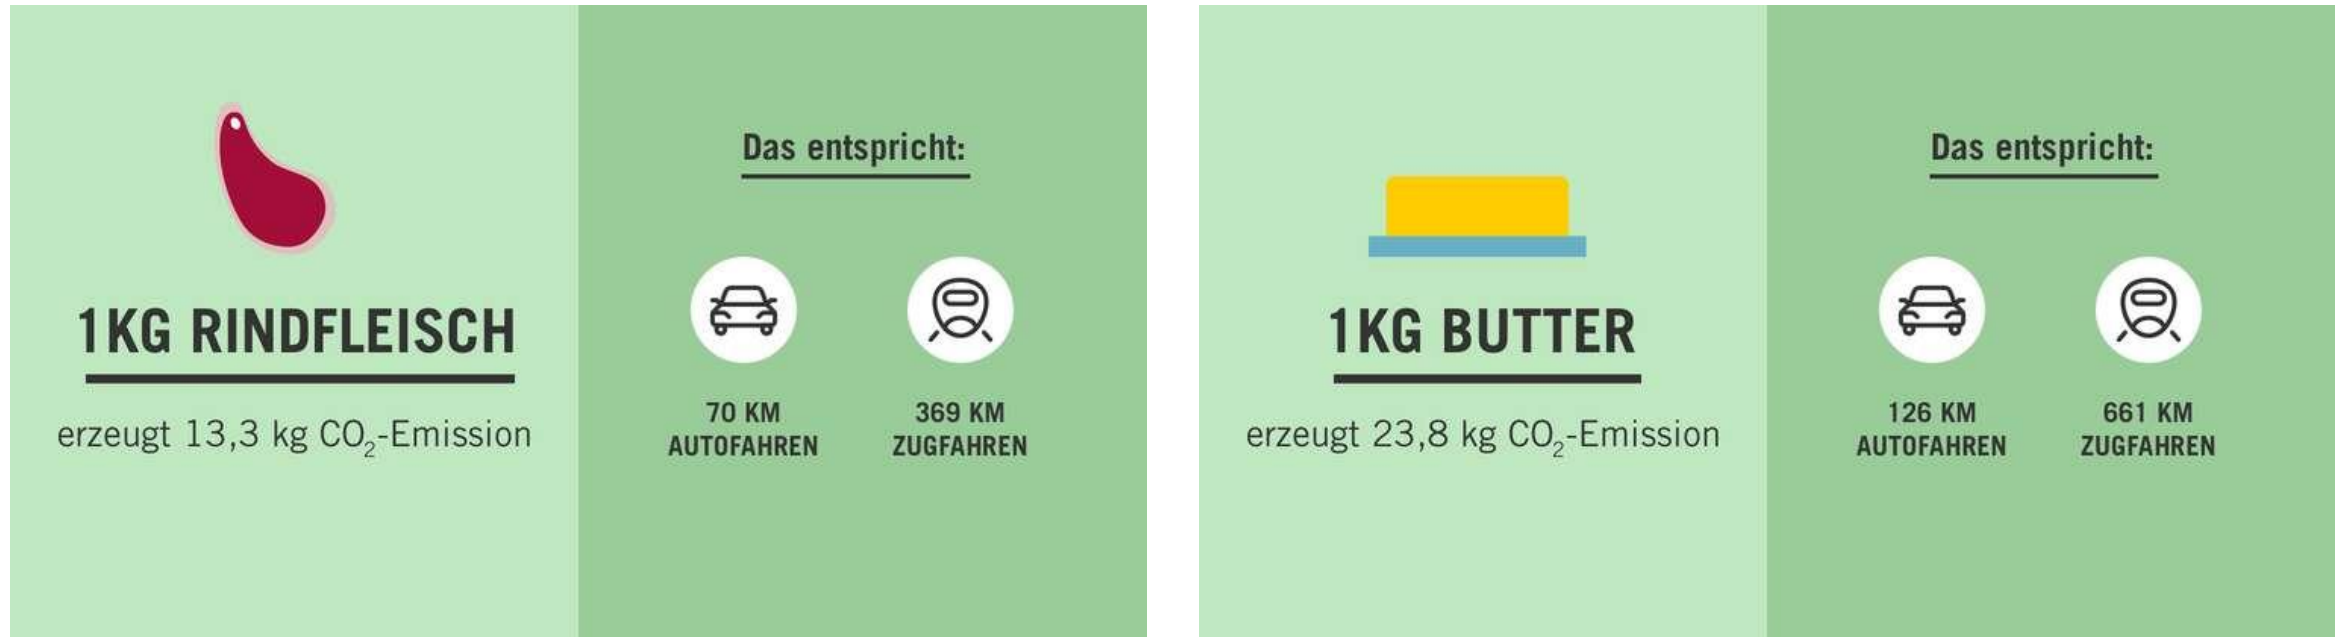 1KG RINDFLEISCH
erzeugt 13,3 kg CO₂-Emission
Das entspricht:
70 KM
AUTOFAHREN
369 KM
ZUGFAHREN
1KG BUTTER
erzeugt 23,8 kg CO₂-Emission
Das entspricht:
126 KM
AUTOFAHREN
661 KM
ZUGFAHREN